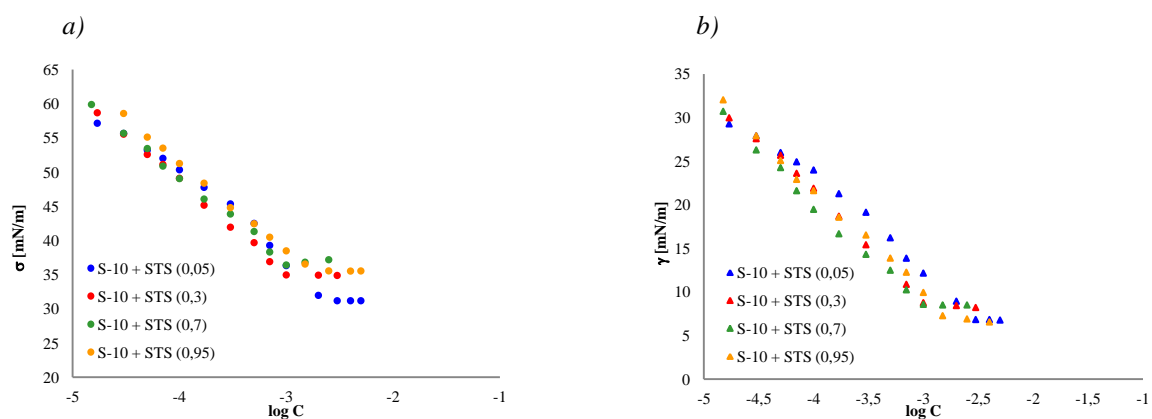 a)
65
60
55
50
45
40
35
30
25
20
σ [mN/m]
S-10 + STS (0,05)
S-10 + STS (0,3)
S-10 + STS (0,7)
S-10 + STS (0,95)
-5 -4 -3 -2 -1
log C
b)
35
30
25
20
15
10
5
0
γ [mN/m]
S-10 + STS (0,05)
S-10 + STS (0,3)
S-10 + STS (0,7)
S-10 + STS (0,95)
-5 -4,5 -4 -3,5 -3 -2,5 -2 -1,5 -1
log C